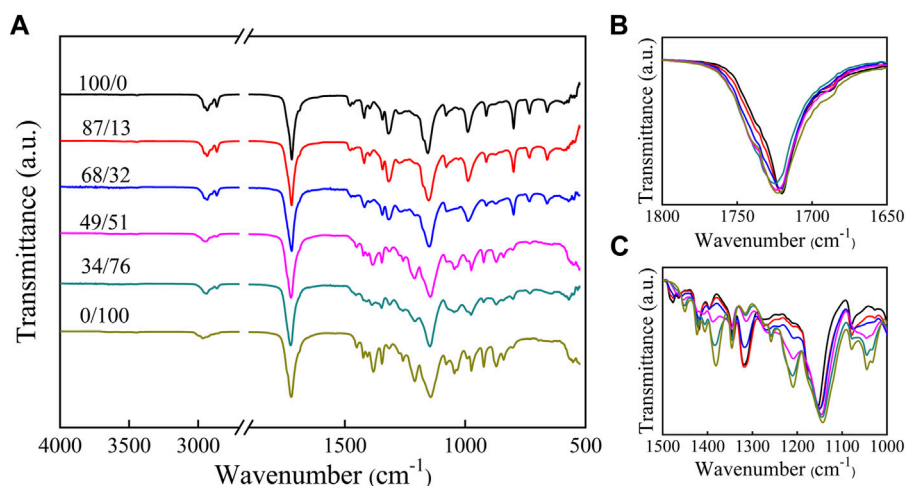 A
Transmittance (a.u.)
100/0
87/13
68/32
49/51
34/76
0/100
4000 3000 1500 1000 500
Wavenumber (cm⁻¹)
B
Transmittance (a.u.)
1800 1750 1700 1650
Wavenumber (cm⁻¹)
C
Transmittance (a.u.)
1500 1400 1300 1200 1100 1000
Wavenumber (cm⁻¹)